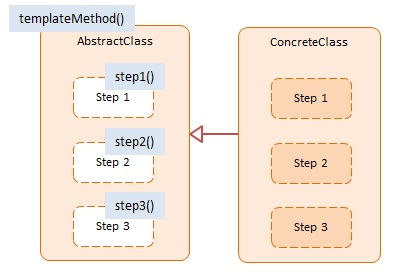 templateMethod()
AbstractClass
step1()
Step 1
step2()
Step 2
step3()
Step 3
ConcreteClass
Step 1
Step 2
Step 3